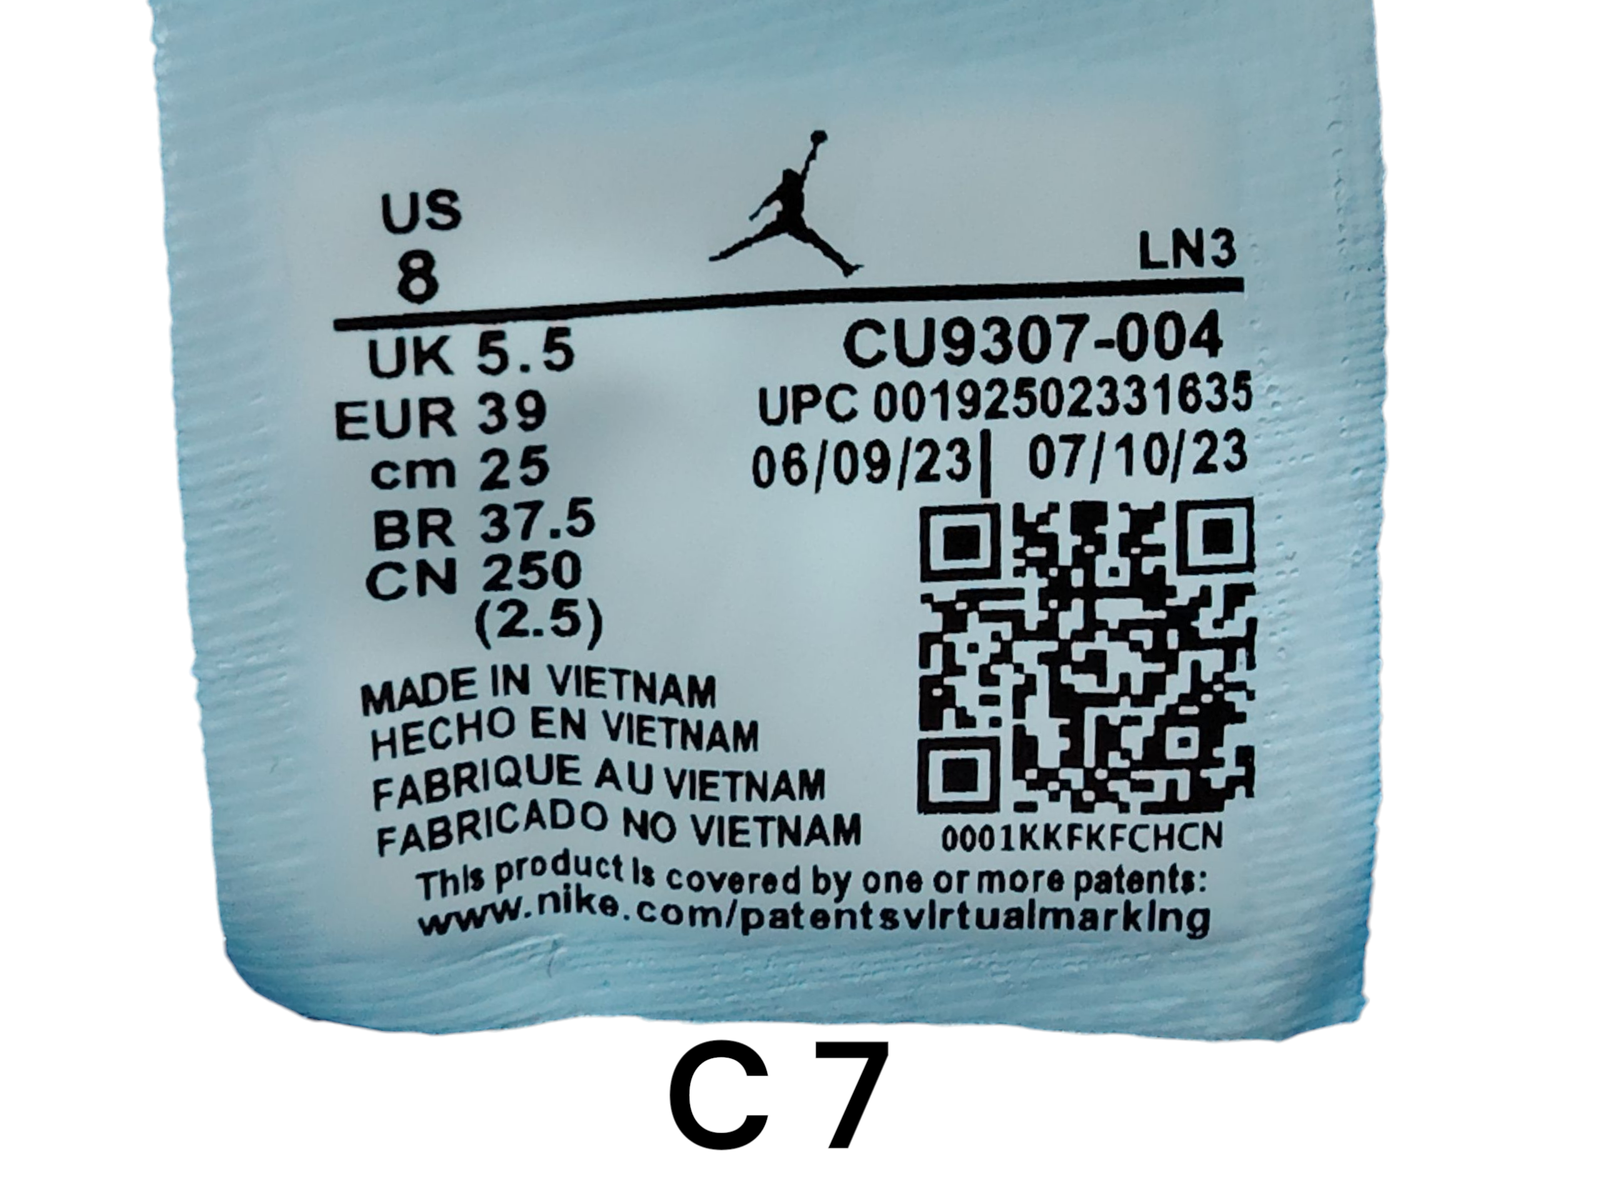 US
8
LN3
UK 5.5
EUR 39
cm 25
BR 37.5
CN 250
(2.5)
CU9307-004
UPC 00192502331635
06/09/23| 07/10/23
MADE IN VIETNAM
HECHO EN VIETNAM
FABRIQUE AU VIETNAM
FABRICADO NO VIETNAM
0001KKFKFCHCN
This product is covered by one or more patents:
www.nike.com/patentsvirtualmarking
C 7